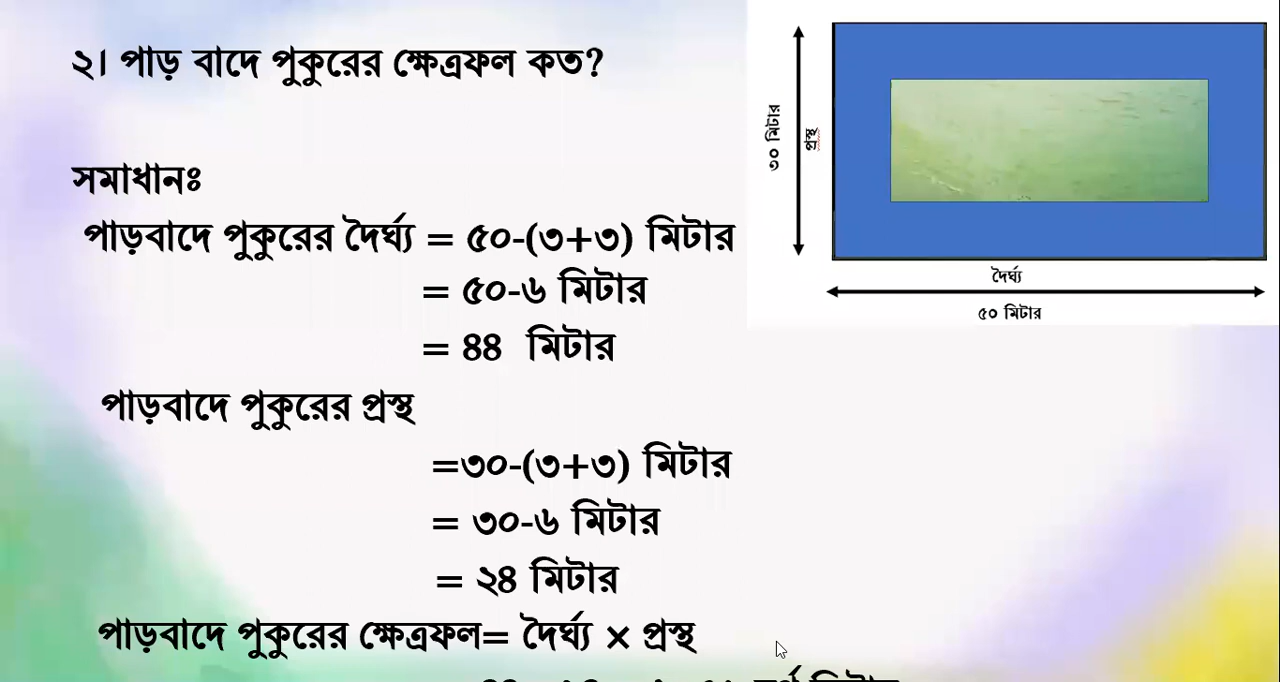 ২। পাড় বাদে পুকুরের ক্ষেত্রফল কত?
সমাধানঃ
পাড়বাদে পুকুরের দৈর্ঘ্য = ৫০-(৩+৩) মিটার
= ৫০-৬ মিটার
= ৪৪ মিটার
পাড়বাদে পুকুরের প্রস্থ
=৩০-(৩+৩) মিটার
= ৩০-৬ মিটার
= ২৪ মিটার
পাড়বাদে পুকুরের ক্ষেত্রফল= দৈর্ঘ্য × প্রস্থ
৩০ মিটার
প্রস্থ
দৈর্ঘ্য
৫০ মিটার